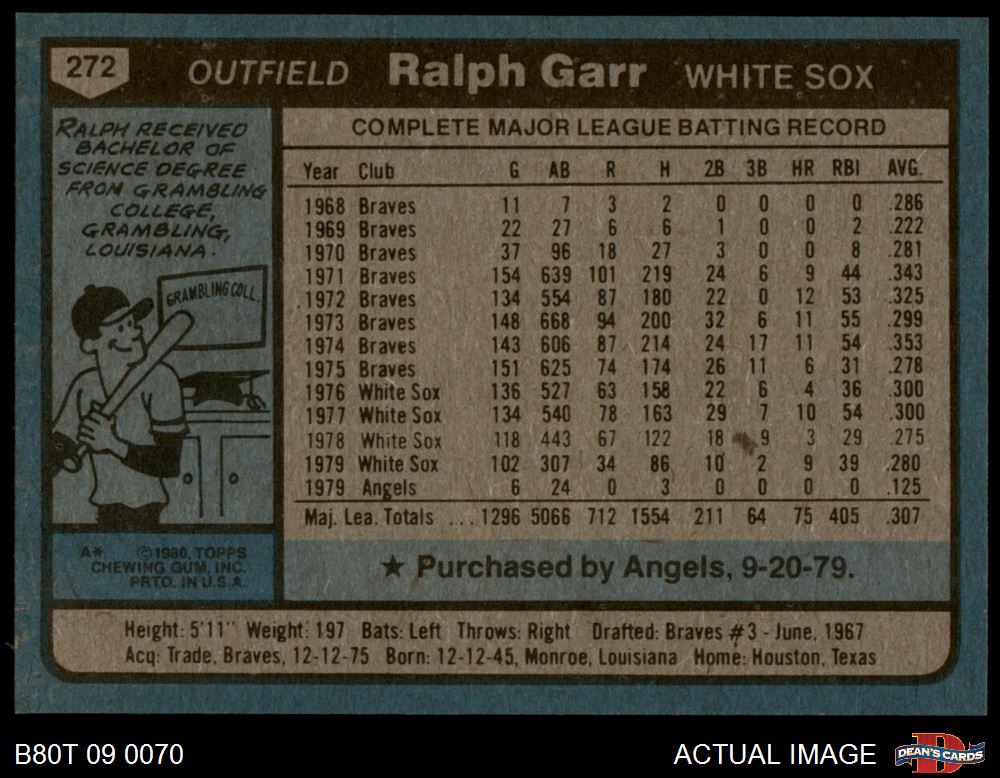 272 OUTFIELD Ralph Garr WHITE SOX
RALPH RECEIVED
BACHELOR OF
SCIENCE DEGREE
FROM GRAMBLING
COLLEGE,
GRAMBLING,
LOUISIANA.
GRAMBLING COLL.
A* ©1980, TOPPS
CHEWING GUM, INC.
PRTD. IN U.S.A.
COMPLETE MAJOR LEAGUE BATTING RECORD
Year Club G AB R H 2B 3B HR RBI AVG.
1968 Braves 11 7 3 2 0 0 0 0 .286
1969 Braves 22 27 6 6 1 0 0 2 .222
1970 Braves 37 96 18 27 3 0 0 8 .281
1971 Braves 154 639 101 219 24 6 9 44 .343
1972 Braves 134 554 87 180 22 0 12 53 .325
1973 Braves 148 668 94 200 32 6 11 55 .299
1974 Braves 143 606 87 214 24 17 11 54 .353
1975 Braves 151 625 74 174 26 11 6 31 .278
1976 White Sox 136 527 63 158 22 6 4 36 .300
1977 White Sox 134 540 78 163 29 7 10 54 .300
1978 White Sox 118 443 67 122 18 9 3 29 .275
1979 White Sox 102 307 34 86 10 2 9 39 .280
1979 Angels 6 24 0 3 0 0 0 0 .125
Maj. Lea. Totals ... 1296 5066 712 1554 211 64 75 405 .307
★ Purchased by Angels, 9-20-79.
Height: 5'11" Weight: 197 Bats: Left Throws: Right Drafted: Braves #3 - June, 1967
Acq: Trade, Braves, 12-12-75 Born: 12-12-45, Monroe, Louisiana Home: Houston, Texas
B80T 09 0070 ACTUAL IMAGE DEAN'S CARDS